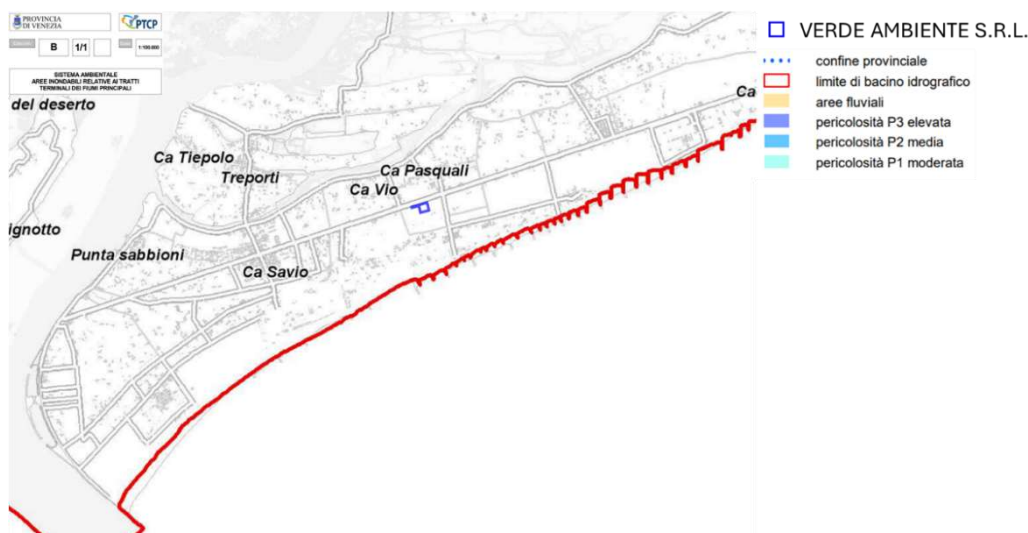 PROVINCIA
DI VENEZIA
PTCP
B 1/1 1:100.000
SISTEMA AMBIENTALE
AREE INONDABILI RELATIVE AI TRATTI
TERMINALI DEI FIUMI PRINCIPALI
VERDE AMBIENTE S.R.L.
confine provinciale
limite di bacino idrografico
aree fluviali
pericolosità P3 elevata
pericolosità P2 media
pericolosità P1 moderata
del deserto
Ca
Ca Tiepolo
Ca Pasquali
Treporti
Ca Vio
ignotto
Punta sabbioni
Ca Savio